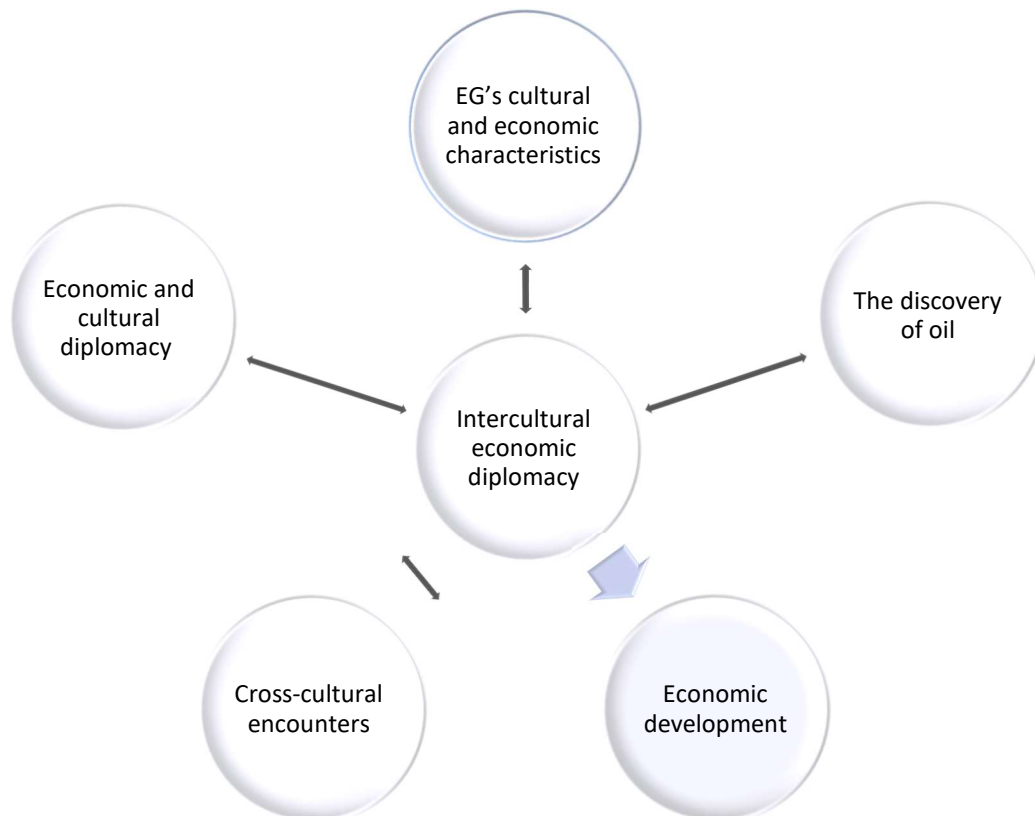 EG’s cultural
and economic
characteristics
Economic and
cultural
diplomacy
The discovery
of oil
Intercultural
economic
diplomacy
Cross-cultural
encounters
Economic
development